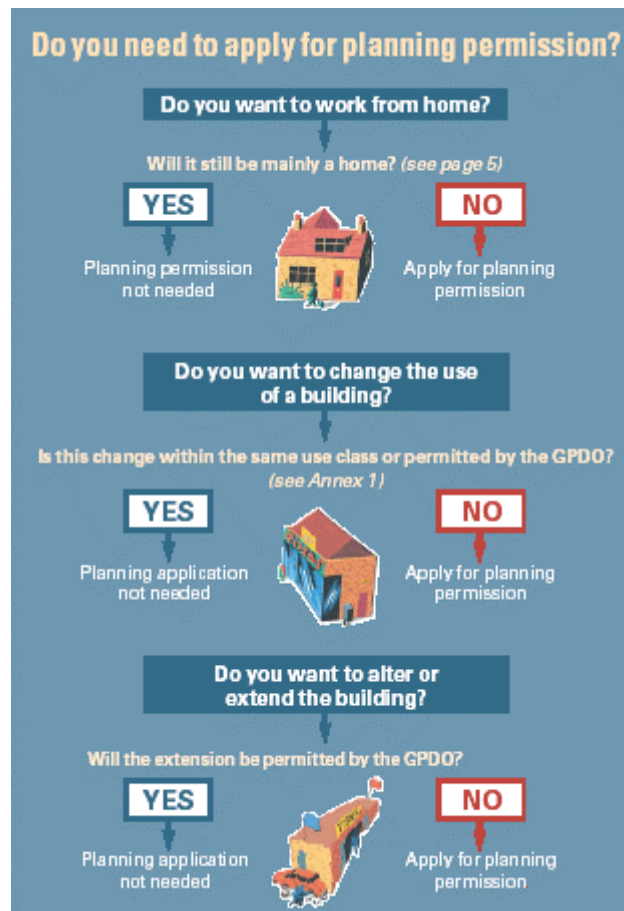 Do you need to apply for planning permission?
Do you want to work from home?
Will it still be mainly a home? (see page 5)
YES
NO
Planning permission
not needed
Apply for planning
permission
Do you want to change the use
of a building?
Is this change within the same use class or permitted by the GPDO?
(see Annex 1)
YES
NO
Planning application
not needed
Apply for planning
permission
Do you want to alter or
extend the building?
Will the extension be permitted by the GPDO?
YES
NO
Planning application
not needed
Apply for planning
permission